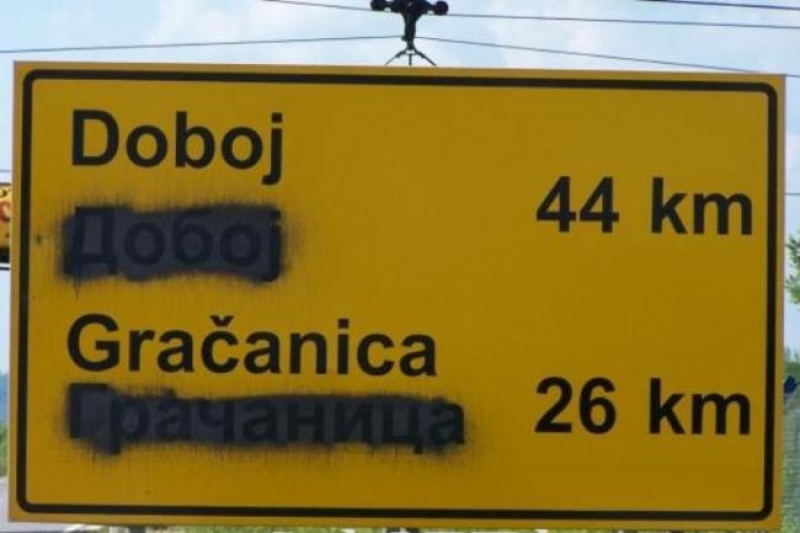 Doboj
Добој
44 km
Gračanica
Грачаница
26 km